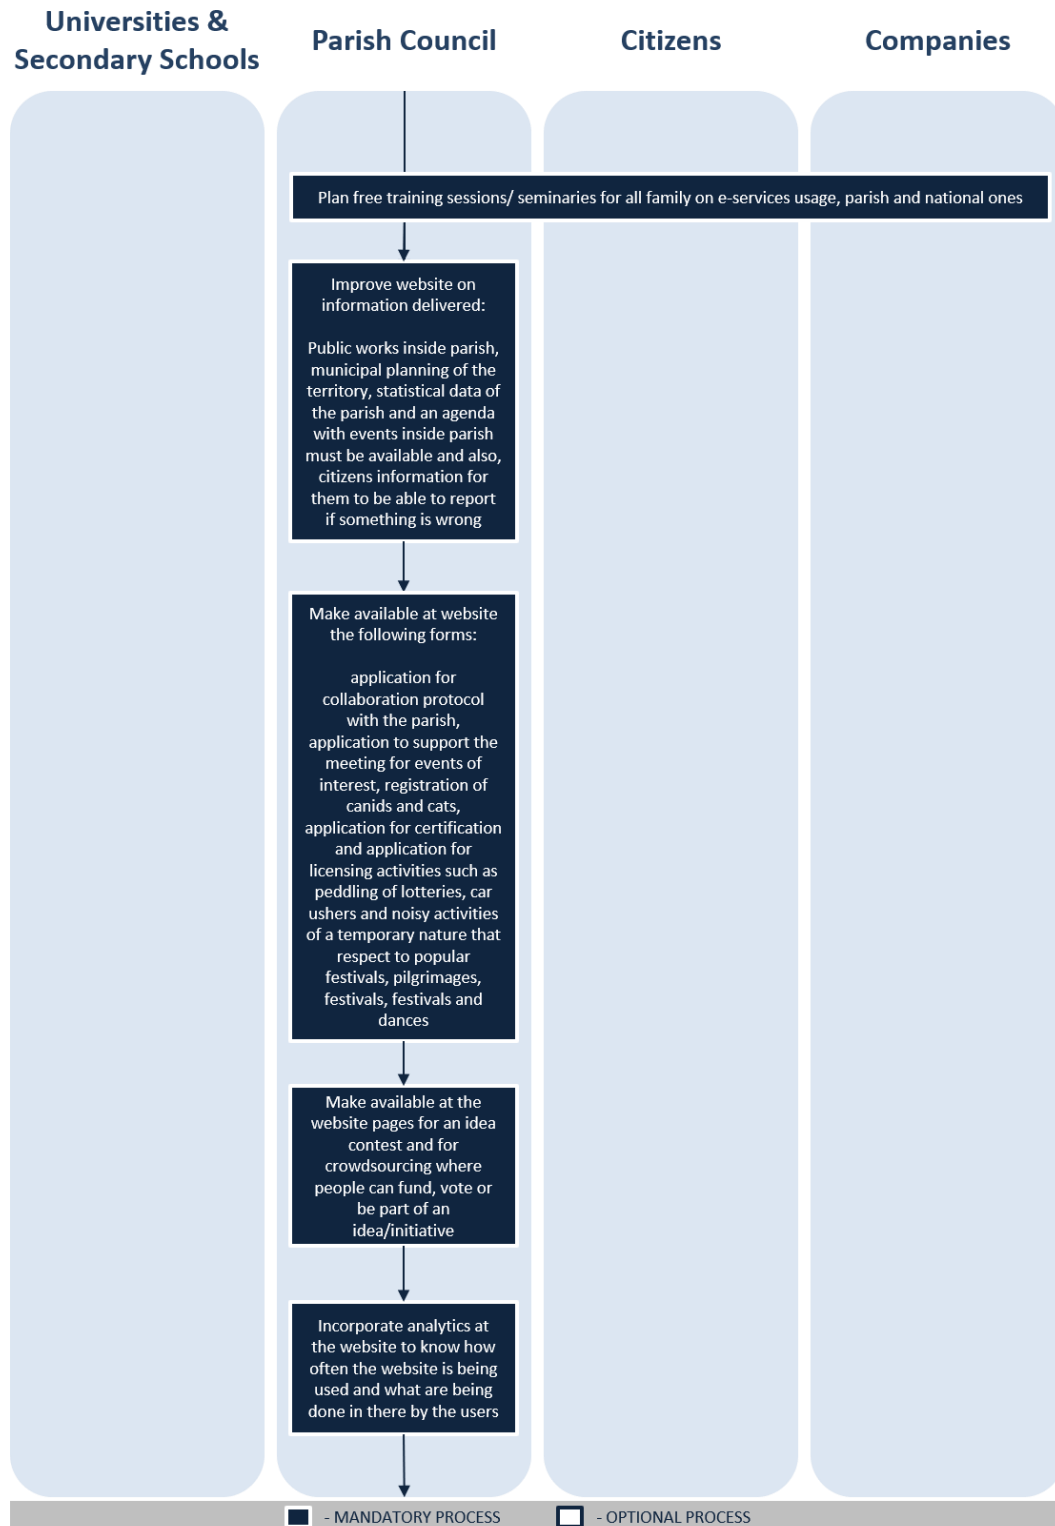 Universities &
Secondary Schools
Parish Council
Citizens
Companies
Plan free training sessions/ seminaries for all family on e-services usage, parish and national ones
Improve website on
information delivered:
Public works inside parish,
municipal planning of the
territory, statistical data of
the parish and an agenda
with events inside parish
must be available and also,
citizens information for
them to be able to report
if something is wrong
Make available at website
the following forms:
application for
collaboration protocol
with the parish,
application to support the
meeting for events of
interest, registration of
canids and cats,
application for certification
and application for
licensing activities such as
peddling of lotteries, car
ushers and noisy activities
of a temporary nature that
respect to popular
festivals, pilgrimages,
festivals, festivals and
dances
Make available at the
website pages for an idea
contest and for
crowdsourcing where
people can fund, vote or
be part of an
idea/initiative
Incorporate analytics at
the website to know how
often the website is being
used and what are being
done in there by the users
- MANDATORY PROCESS
- OPTIONAL PROCESS